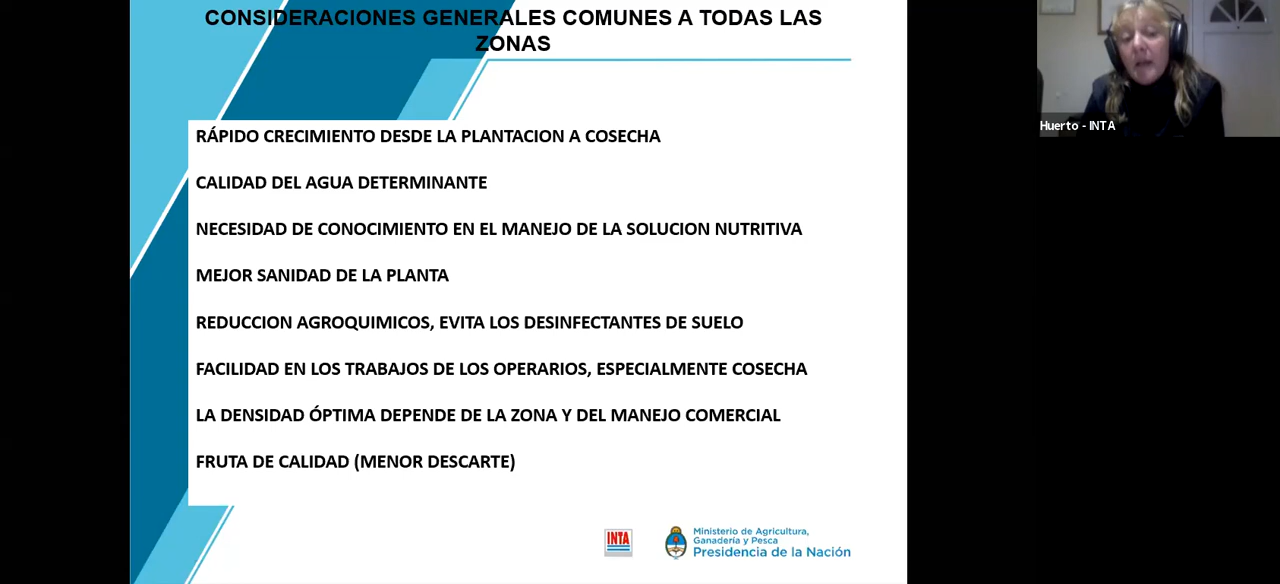 CONSIDERACIONES GENERALES COMUNES A TODAS LAS
ZONAS
RÁPIDO CRECIMIENTO DESDE LA PLANTACION A COSECHA
CALIDAD DEL AGUA DETERMINANTE
NECESIDAD DE CONOCIMIENTO EN EL MANEJO DE LA SOLUCION NUTRITIVA
MEJOR SANIDAD DE LA PLANTA
REDUCCION AGROQUIMICOS, EVITA LOS DESINFECTANTES DE SUELO
FACILIDAD EN LOS TRABAJOS DE LOS OPERARIOS, ESPECIALMENTE COSECHA
LA DENSIDAD ÓPTIMA DEPENDE DE LA ZONA Y DEL MANEJO COMERCIAL
FRUTA DE CALIDAD (MENOR DESCARTE)
INTA
Ministerio de Agricultura,
Ganadería y Pesca
Presidencia de la Nación
Huerto - INTA